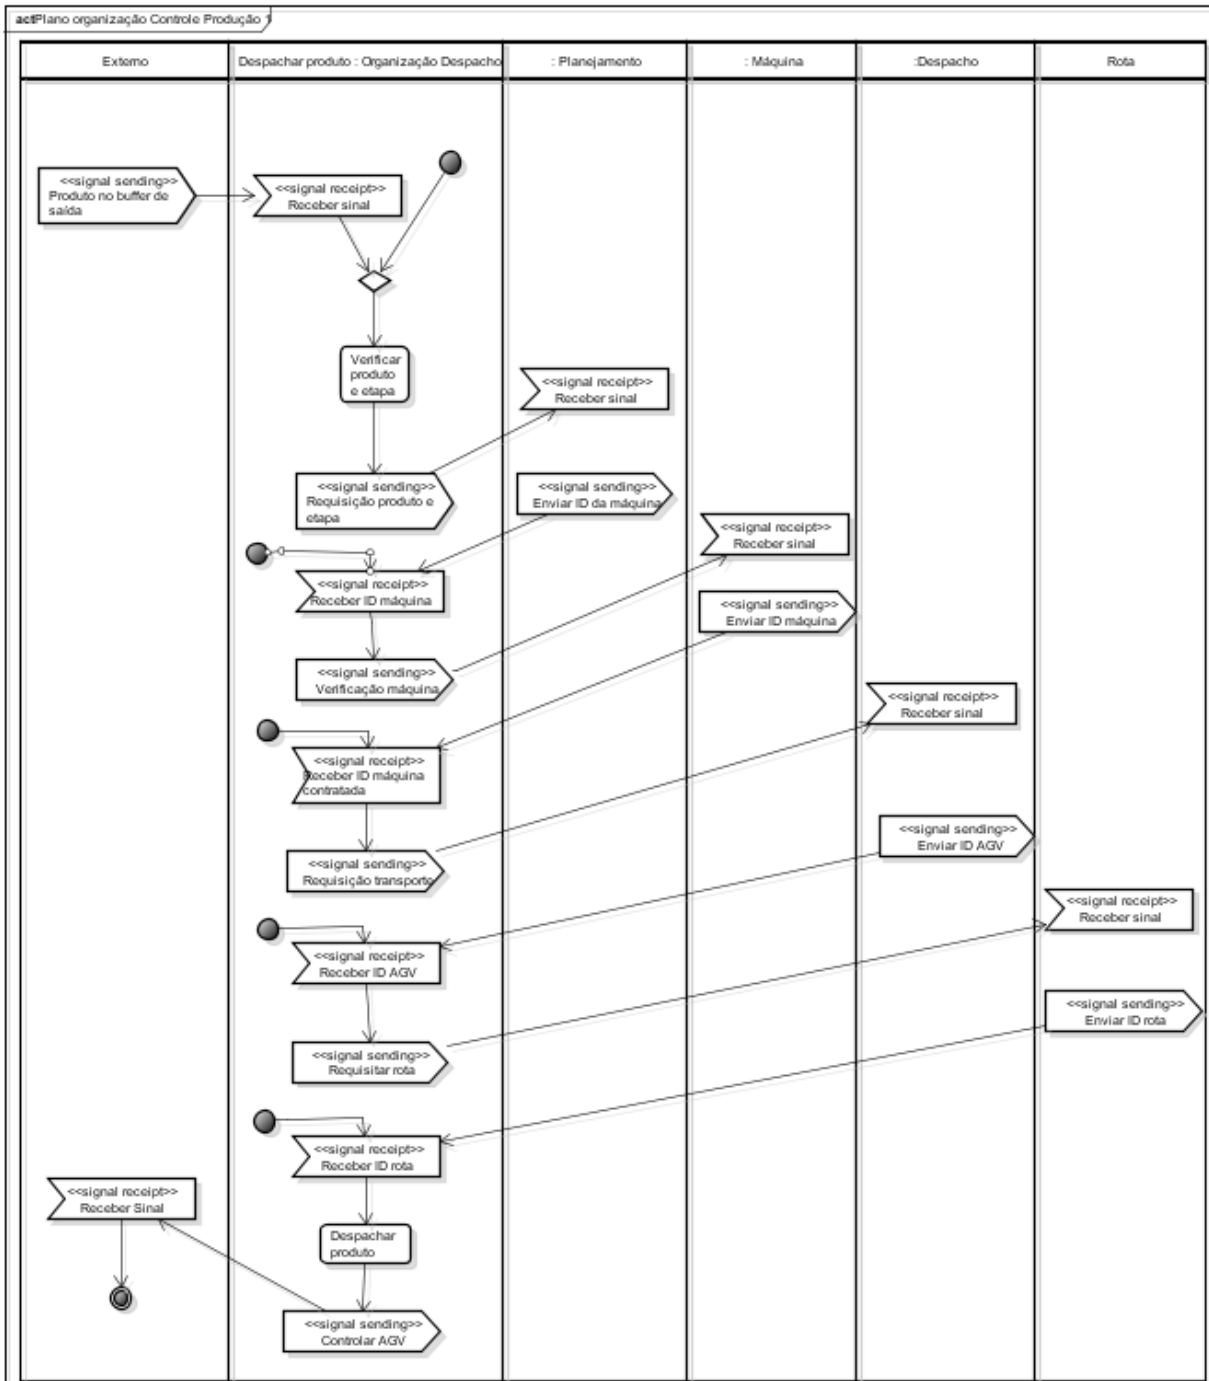 actPlano organização Controle Produção 1
Externo
Despachar produto : Organização Despacho
: Planejamento
: Máquina
:Despacho
Rota
<<signal sending>>
Produto no buffer de
saída
<<signal receipt>>
Receber sinal
Verificar
produto
e etapa
<<signal receipt>>
Receber sinal
<<signal sending>>
Requisição produto e
etapa
<<signal sending>>
Enviar ID da máquina
<<signal receipt>>
Receber sinal
<<signal receipt>>
Receber ID máquina
<<signal sending>>
Enviar ID máquina
<<signal sending>>
Verificação máquina
<<signal receipt>>
Receber sinal
<<signal receipt>>
Receber ID máquina
contratada
<<signal sending>>
Enviar ID AGV
<<signal sending>>
Requisição transporte
<<signal receipt>>
Receber sinal
<<signal receipt>>
Receber ID AGV
<<signal sending>>
Enviar ID rota
<<signal sending>>
Requisitar rota
<<signal receipt>>
Receber ID rota
<<signal receipt>>
Receber Sinal
Despachar
produto
<<signal sending>>
Controlar AGV